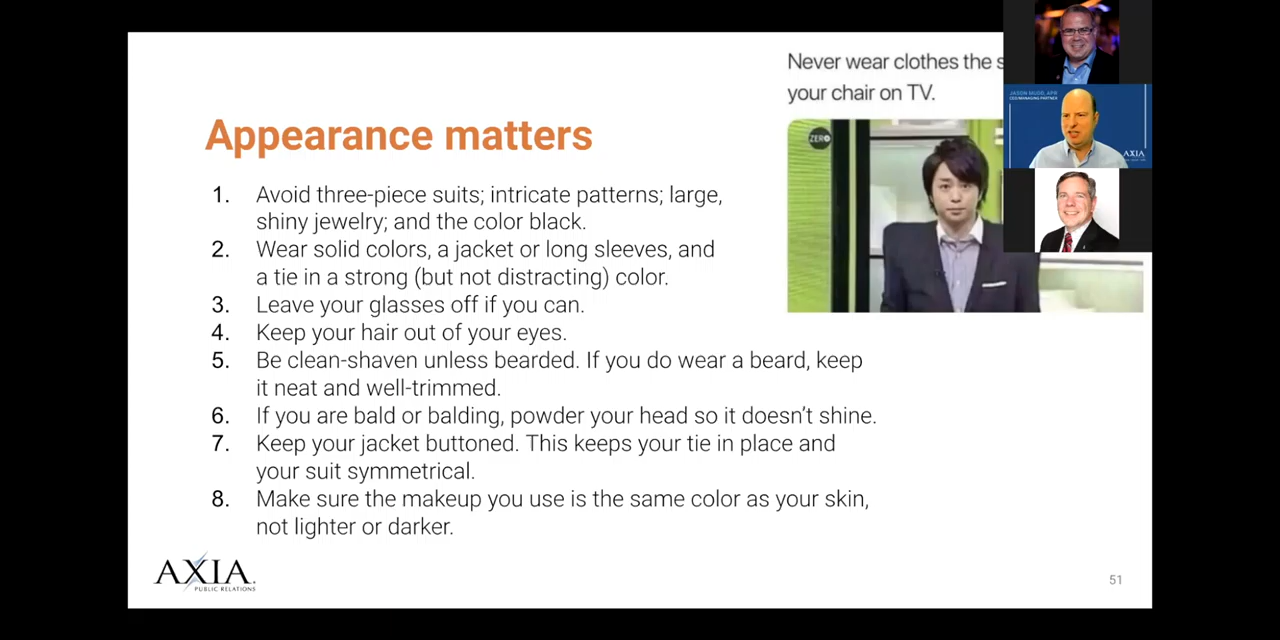 Never wear clothes the s
your chair on TV.
ZERO
JASON MUDD, APR
CEO/MANAGING PARTNER
AXIA
Appearance matters
1. Avoid three-piece suits; intricate patterns; large,
shiny jewelry; and the color black.
2. Wear solid colors, a jacket or long sleeves, and
a tie in a strong (but not distracting) color.
3. Leave your glasses off if you can.
4. Keep your hair out of your eyes.
5. Be clean-shaven unless bearded. If you do wear a beard, keep
it neat and well-trimmed.
6. If you are bald or balding, powder your head so it doesn’t shine.
7. Keep your jacket buttoned. This keeps your tie in place and
your suit symmetrical.
8. Make sure the makeup you use is the same color as your skin,
not lighter or darker.
AXIA
PUBLIC RELATIONS
51